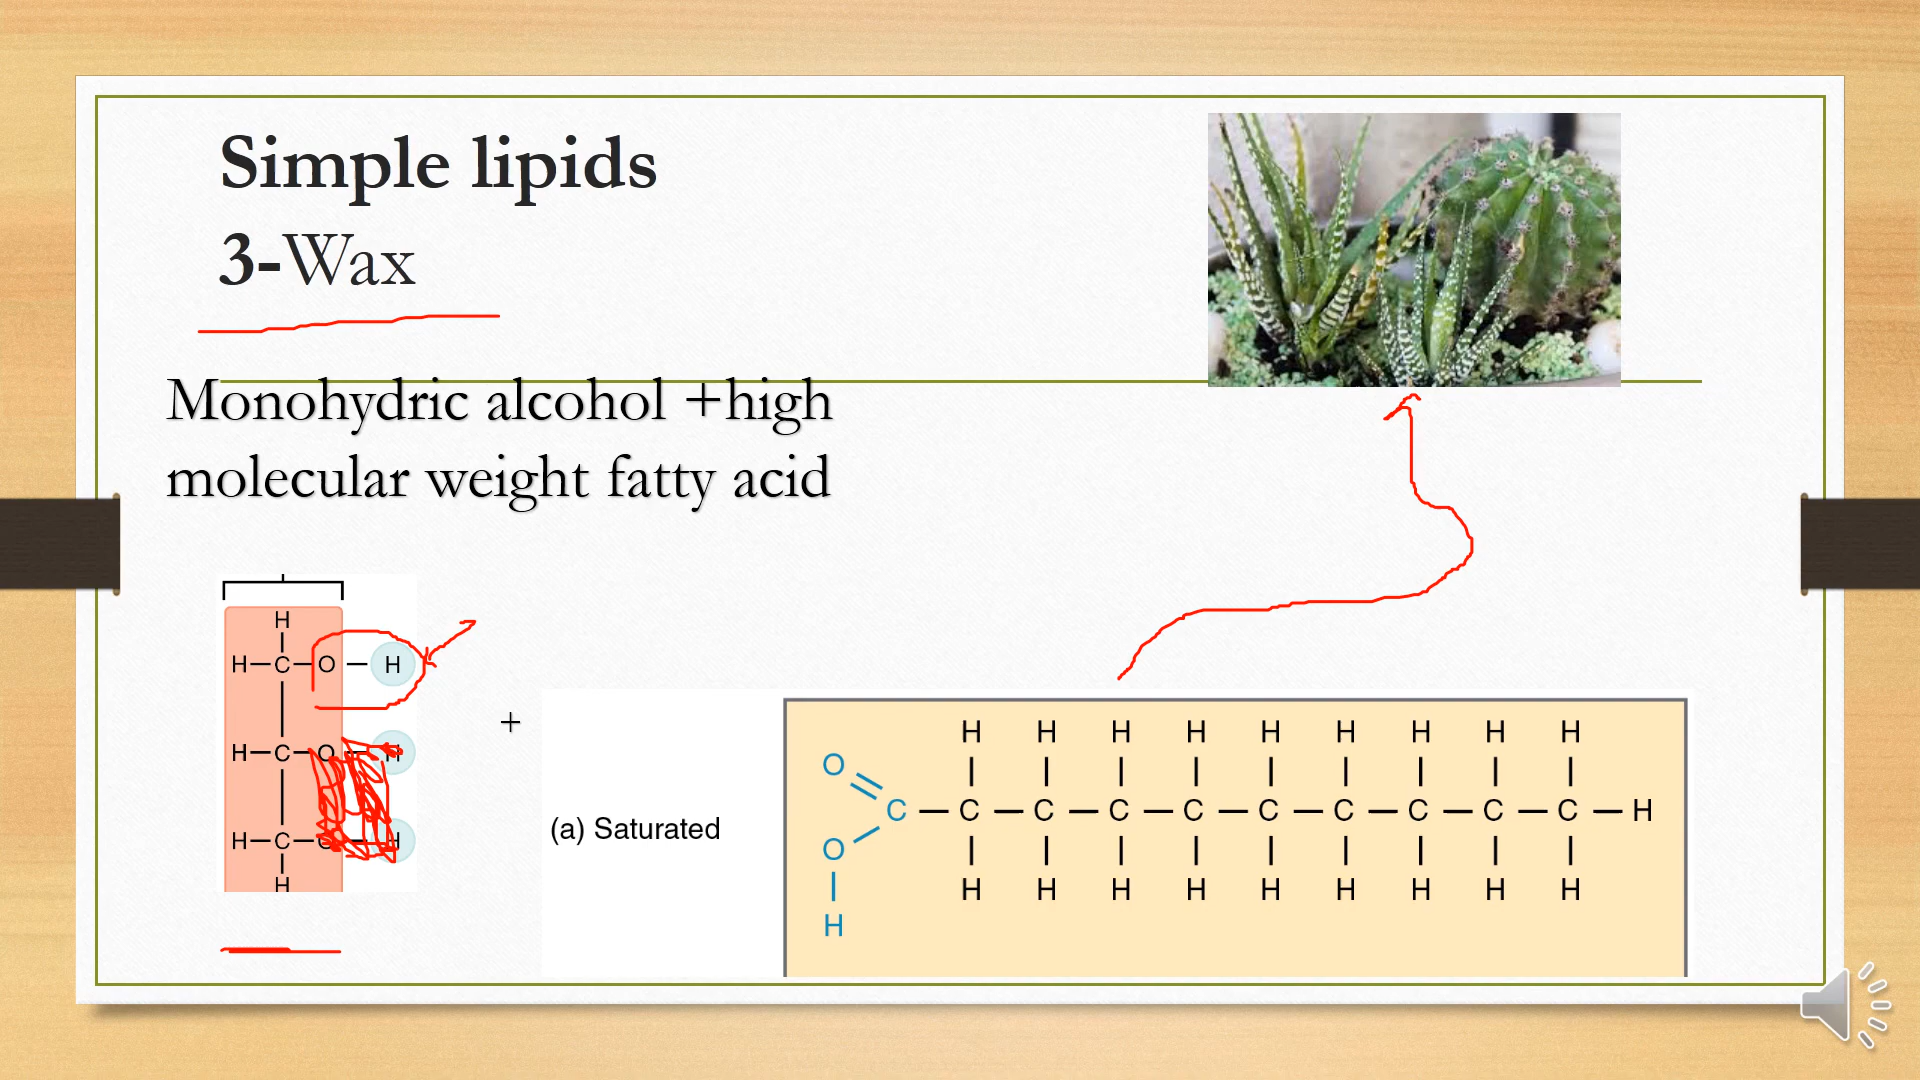 Simple lipids
3-Wax
Monohydric alcohol +high
molecular weight fatty acid
H
H—C—O — H
H—C—O — H
H—C—O — H
H
+
(a) Saturated
H H H H H H H H H
O
C — C — C — C — C — C — C — C — C — C — H
O
H H H H H H H H H
H